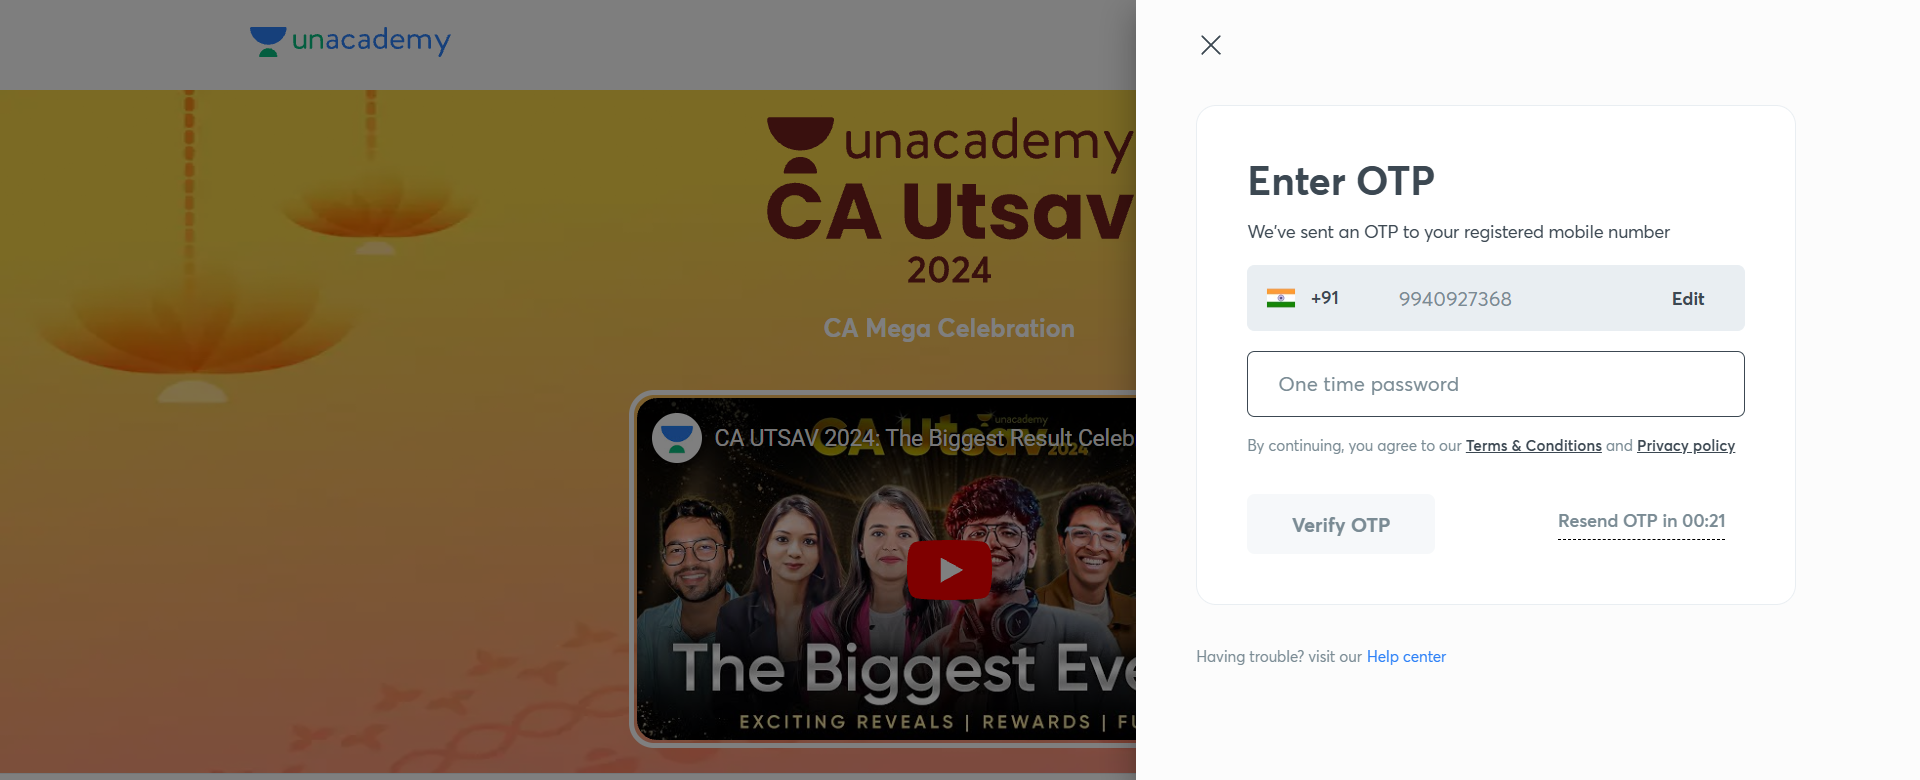 unacademy
unacademy
CA Utsav
2024
CA Mega Celebration
CA UTSAV 2024: The Biggest Result Celeb
unacademy
CA Utsav
2024
The Biggest Eve
EXCITING REVEALS | REWARDS | FU
Enter OTP
We've sent an OTP to your registered mobile number
+91 9940927368 Edit
One time password
By continuing, you agree to our Terms & Conditions and Privacy policy
Verify OTP
Resend OTP in 00:21
Having trouble? visit our Help center